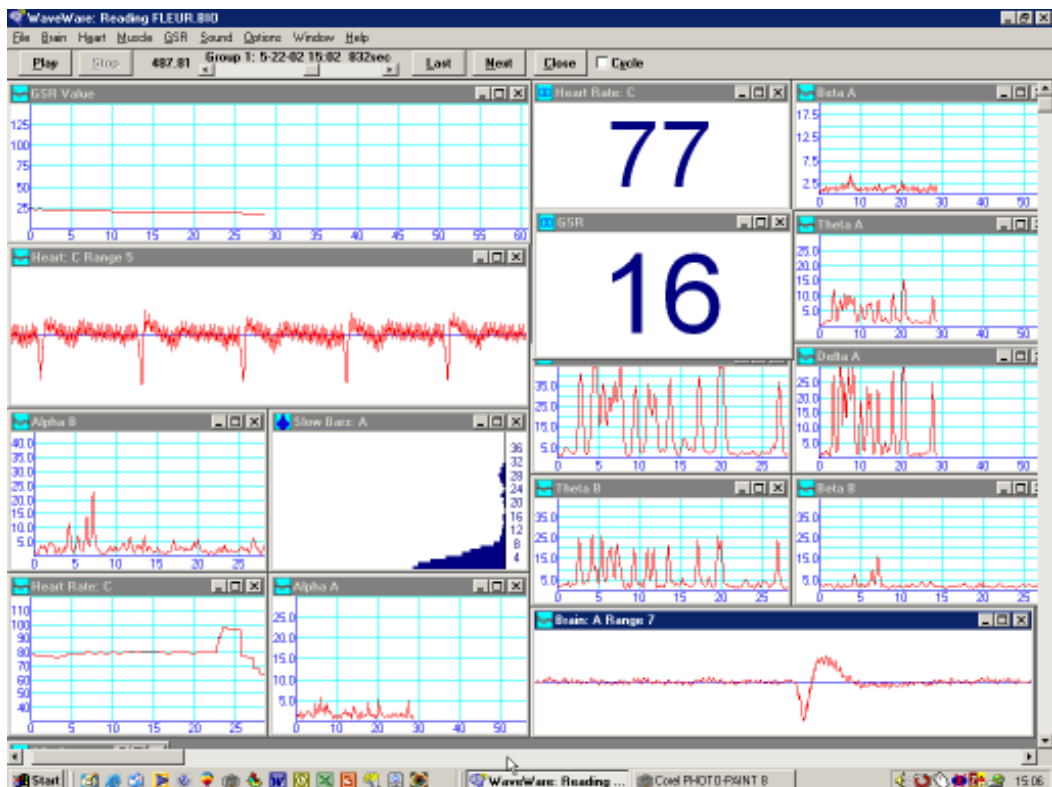 WaveWare: Reading FLEUR.BIO
File Brain Heart Muscle GSR Sound Options Window Help
Play Stop 487.81 Group 1: 5-22-02 15:02 832sec Last Next Close Cycle
GSR Value
125
100
75
50
25
0 5 10 15 20 25 30 35 40 45 50 55 60
Heart Rate: C
77
Beta A
17.5
12.5
7.5
2.5
0 10 20 30 40 50
GSR
16
Theta A
25.0
20.0
15.0
10.0
5.0
0 10 20 30 40 50
Heart: C Range 5
35.0
25.0
15.0
5.0
0 5 10 15 20 25
Delta A
25.0
20.0
15.0
10.0
5.0
0 10 20 30 40 50
Alpha B
40.0
35.0
30.0
25.0
20.0
15.0
10.0
5.0
0 5 10 15 20 25
Slow Bars: A
36
32
28
24
20
16
12
8
4
Theta B
35.0
25.0
15.0
5.0
0 5 10 15 20 25
Beta B
35.0
25.0
15.0
5.0
0 5 10 15 20 25
Heart Rate: C
110
100
90
80
70
60
50
40
0 5 10 15 20 25
Alpha A
25.0
20.0
15.0
10.0
5.0
0 10 20 30 40 50
Brain: A Range 7
Start WaveWare: Reading ... Corel PHOTO-PAINT 8 15:06